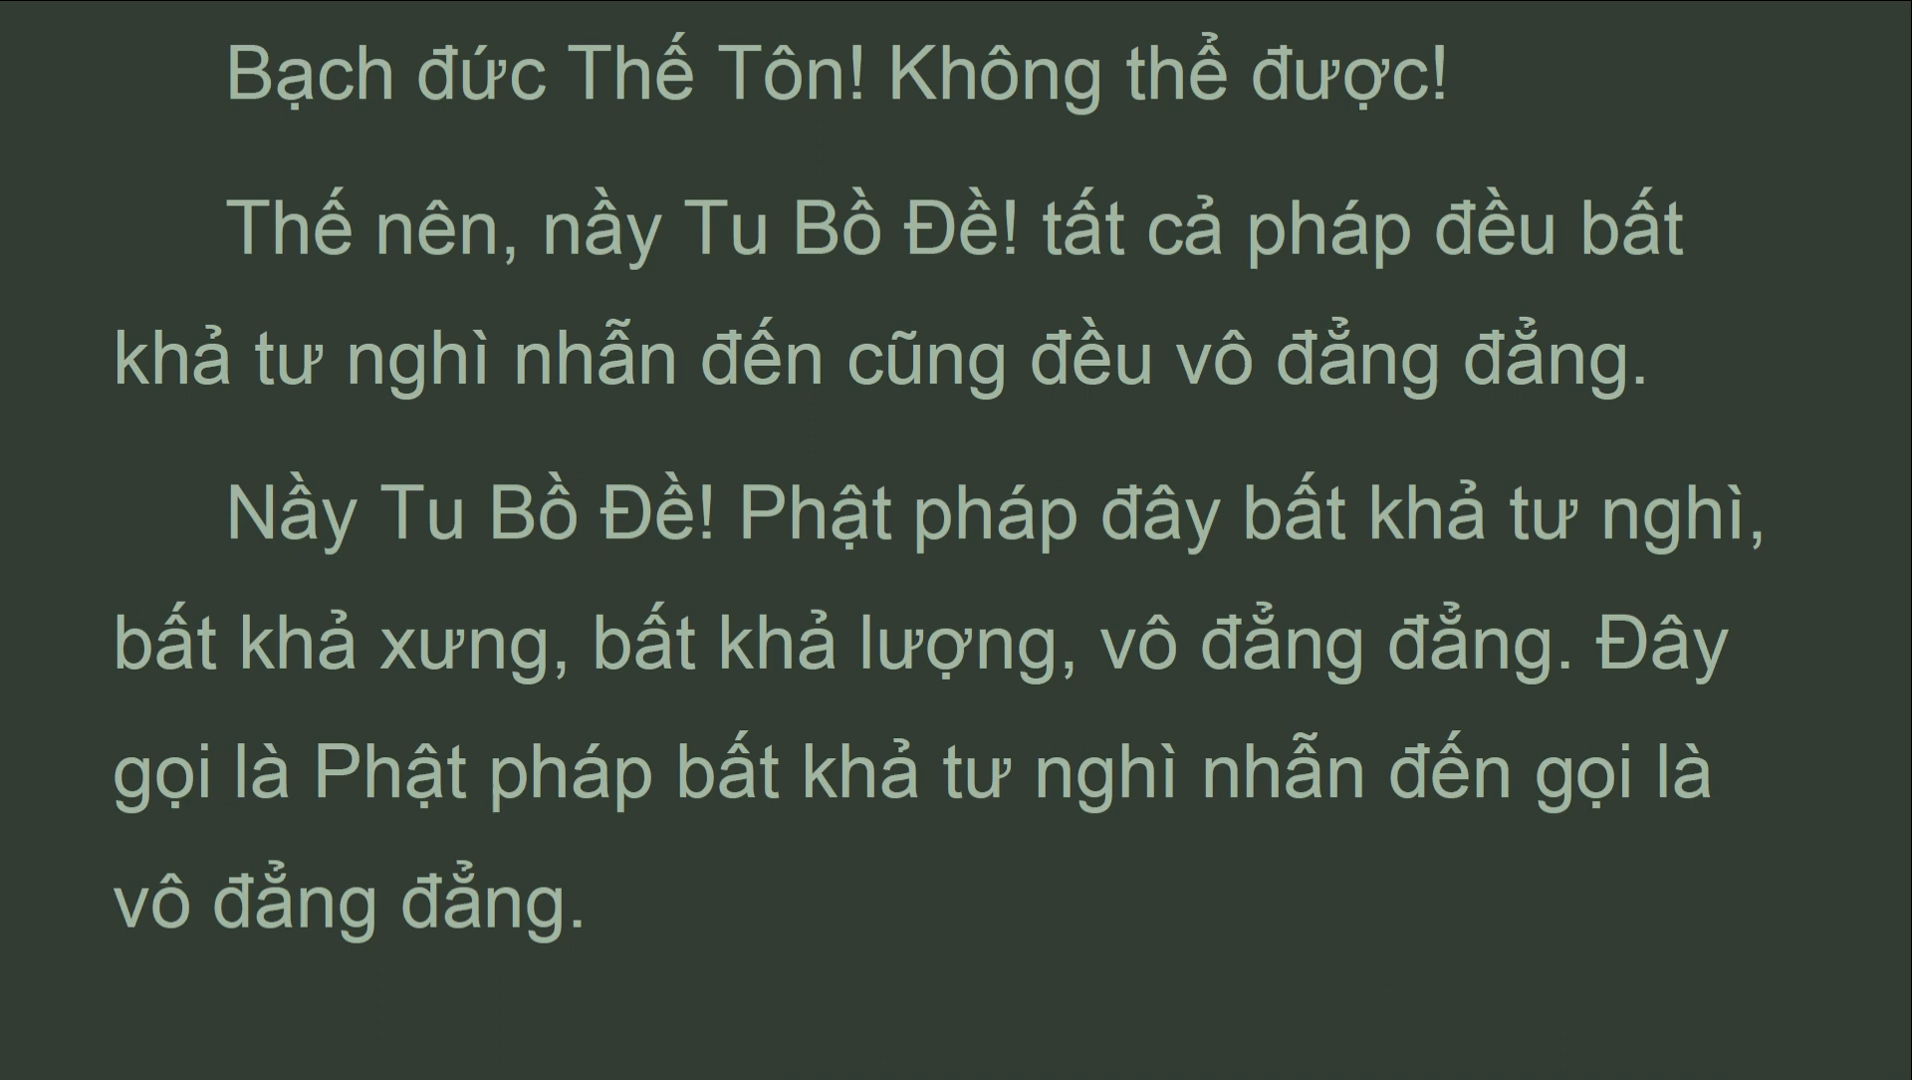 Bạch đức Thế Tôn! Không thể được!
Thế nên, nầy Tu Bồ Đề! tất cả pháp đều bất
khả tư nghì nhẫn đến cũng đều vô đẳng đẳng.
Nầy Tu Bồ Đề! Phật pháp đây bất khả tư nghì,
bất khả xưng, bất khả lượng, vô đẳng đẳng. Đây
gọi là Phật pháp bất khả tư nghì nhẫn đến gọi là
vô đẳng đẳng.